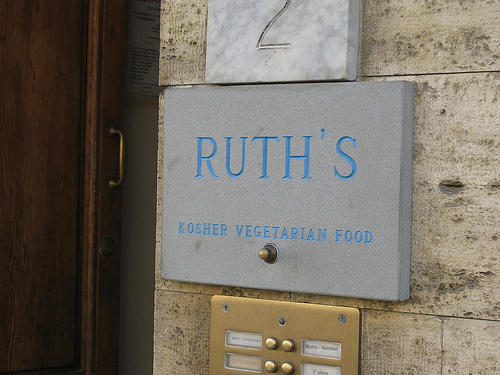 2
RUTH'S
KOSHER VEGETARIAN FOOD